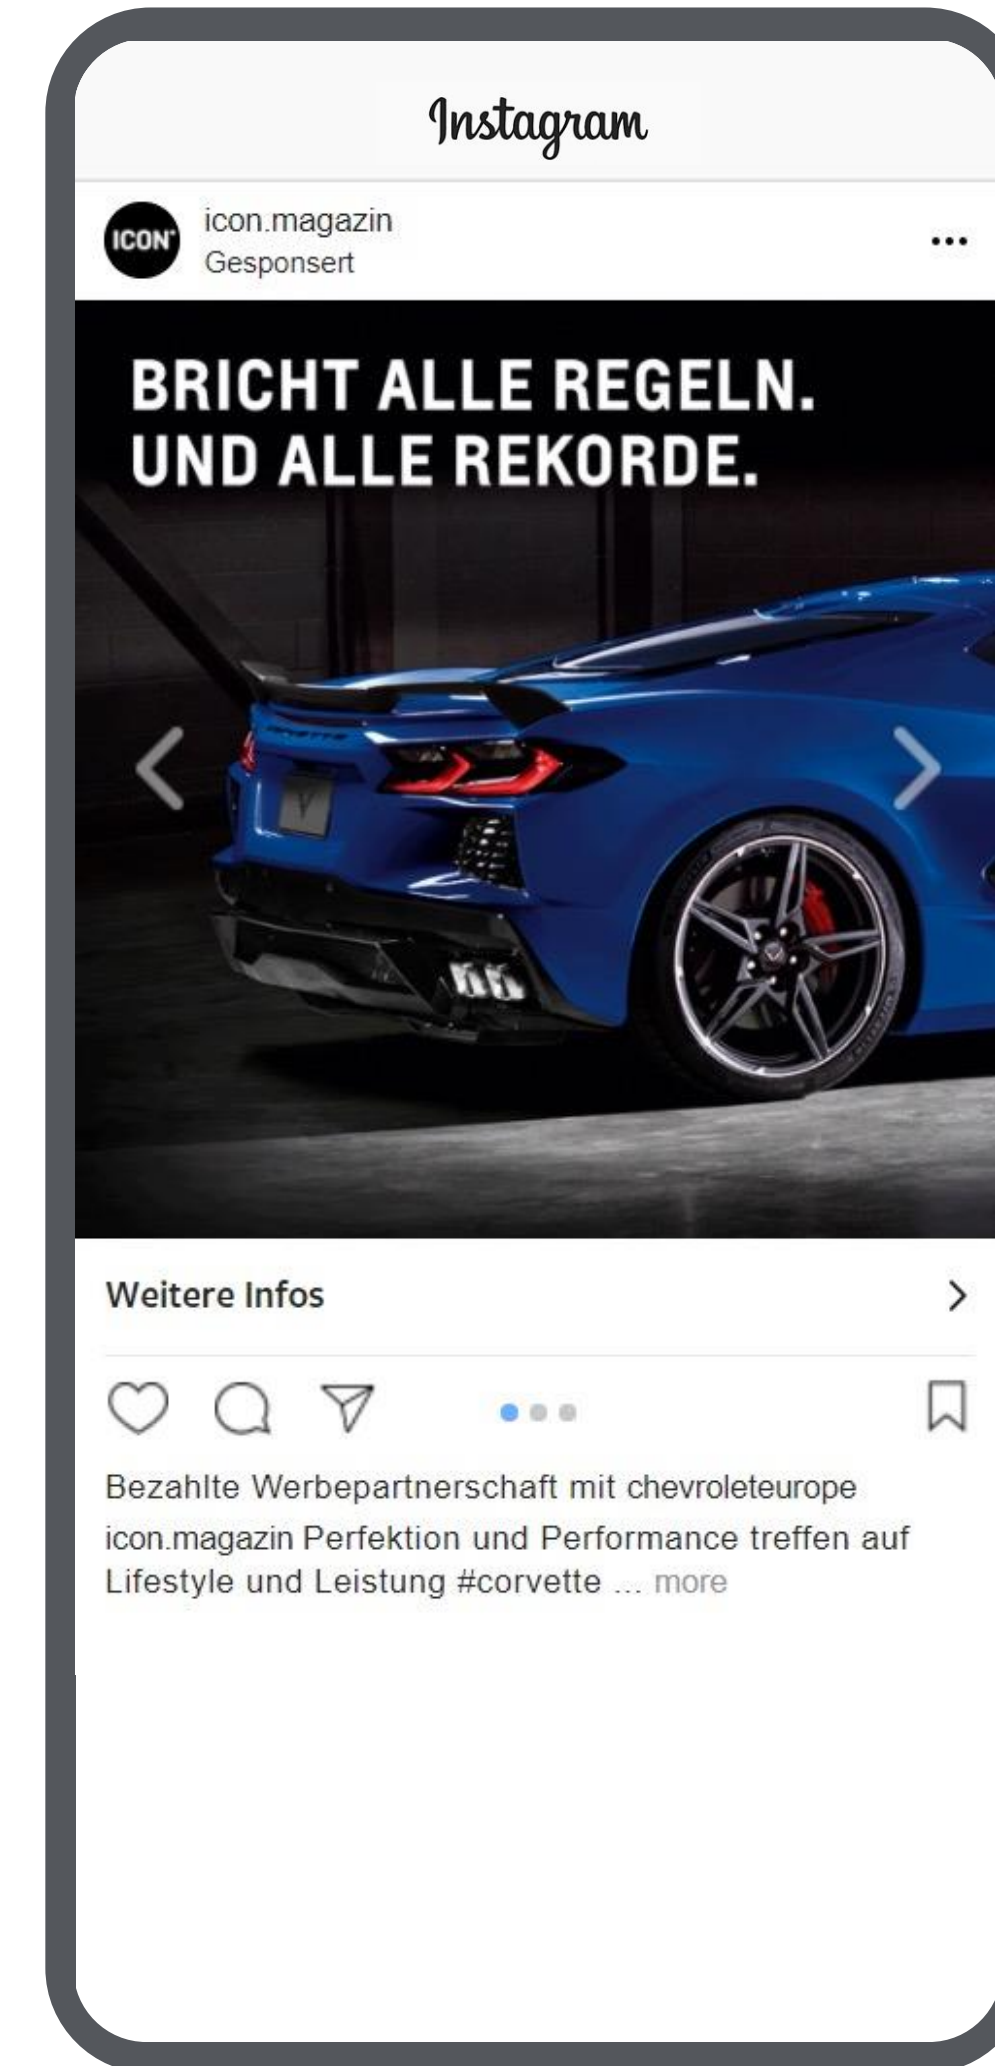 Instagram
ICON
icon.magazin
Gesponsert
BRICHT ALLE REGELN.
UND ALLE REKORDE.
CORVETTE
Weitere Infos
Bezahlte Werbepartnerschaft mit chevroleteurope
icon.magazin Perfektion und Performance treffen auf
Lifestyle und Leistung #corvette ... more